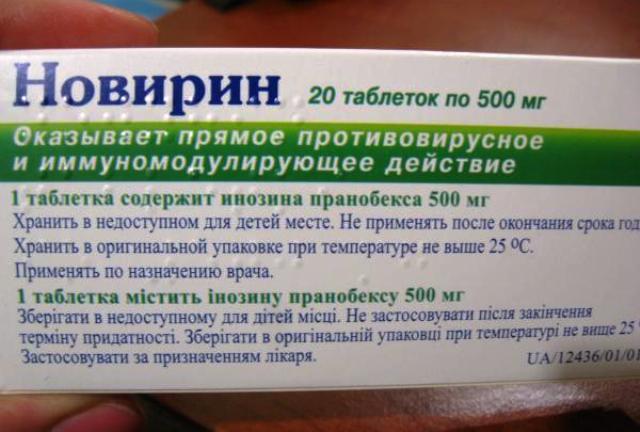 Новирин 20 таблеток по 500 мг
Оказывает прямое противовирусное
и иммуномодулирующее действие
1 таблетка содержит инозина пранобекса 500 мг
Хранить в недоступном для детей месте. Не применять после окончания срока год
Хранить в оригинальной упаковке при температуре не выше 25 ºС.
Применять по назначению врача.
1 таблетка містить інозину пранобексу 500 мг
Зберігати в недоступному для дітей місці. Не застосовувати після закінчення
терміну придатності. Зберігати в оригінальній упаковці при температурі не вище 25
Застосовувати за призначенням лікаря.
UA/12436/01/01